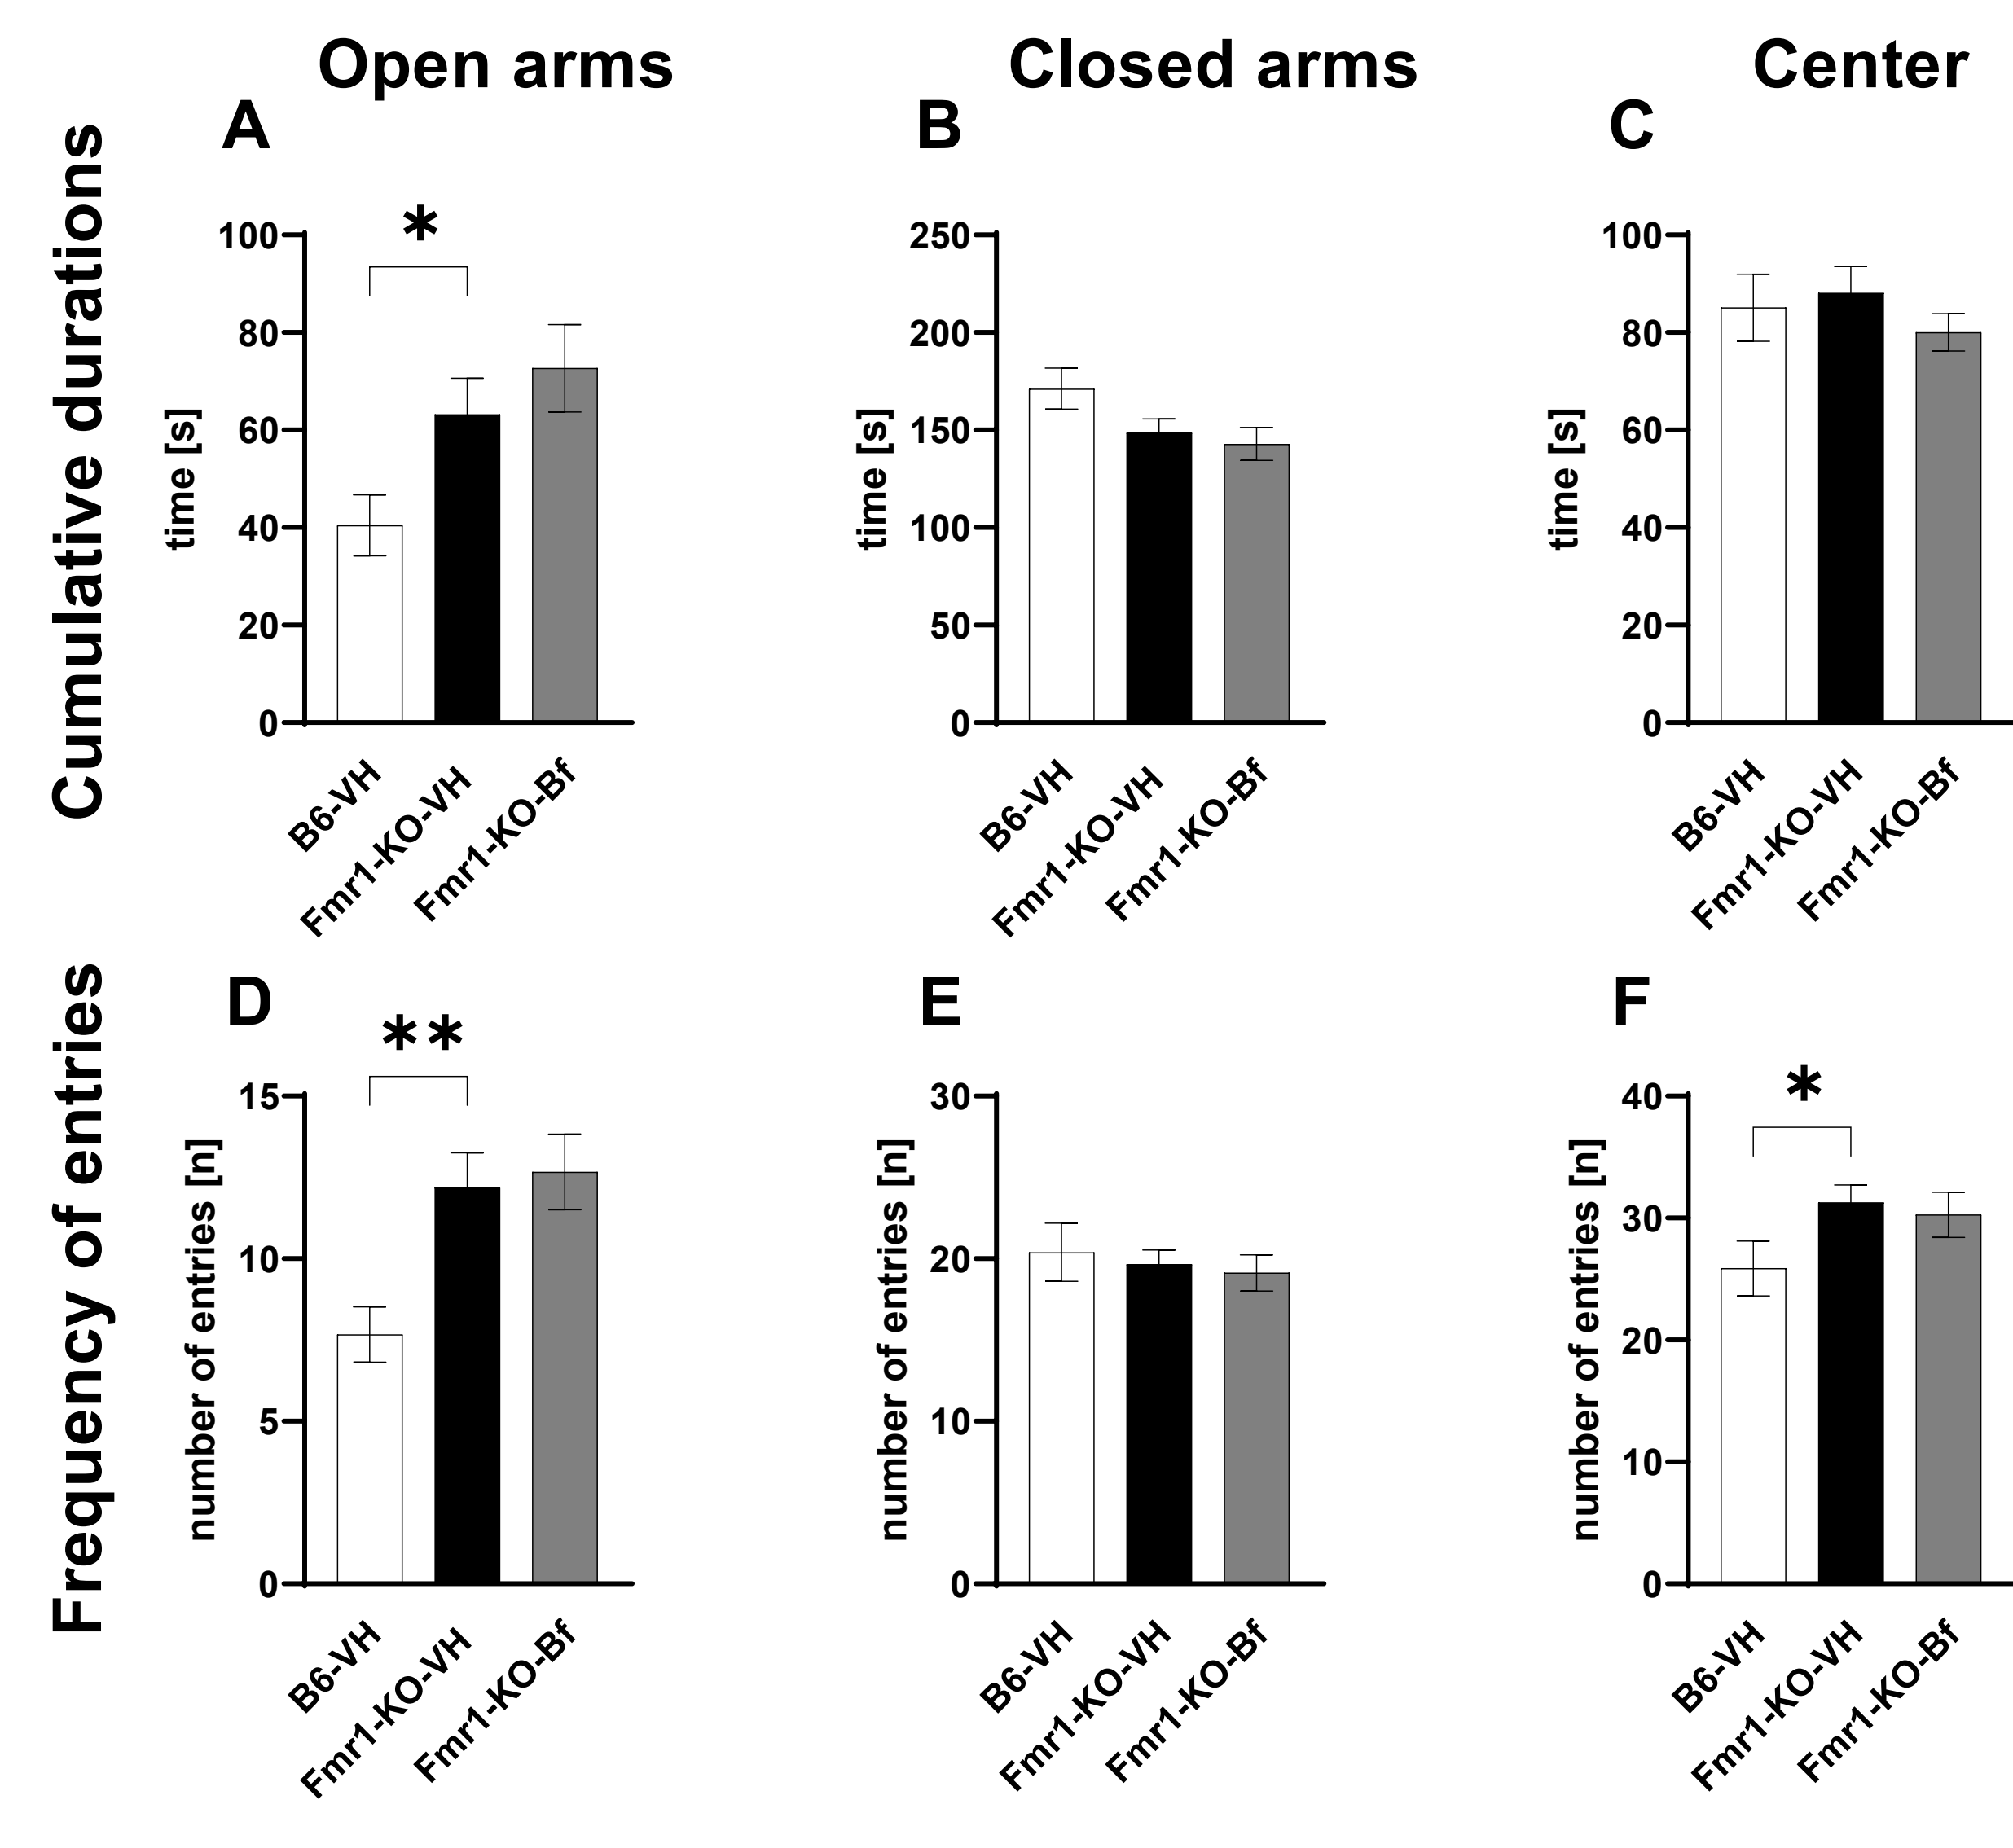 Open arms
Closed arms
Center
Cumulative durations
A
*
time [s]
100
80
60
40
20
0
B6-VH
Fmr1-KO-VH
Fmr1-KO-Bf
B
time [s]
250
200
150
100
50
0
B6-VH
Fmr1-KO-VH
Fmr1-KO-Bf
C
time [s]
100
80
60
40
20
0
B6-VH
Fmr1-KO-VH
Fmr1-KO-Bf
Frequency of entries
D
**
number of entries [n]
15
10
5
0
B6-VH
Fmr1-KO-VH
Fmr1-KO-Bf
E
number of entries [n]
30
20
10
0
B6-VH
Fmr1-KO-VH
Fmr1-KO-Bf
F
*
number of entries [n]
40
30
20
10
0
B6-VH
Fmr1-KO-VH
Fmr1-KO-Bf